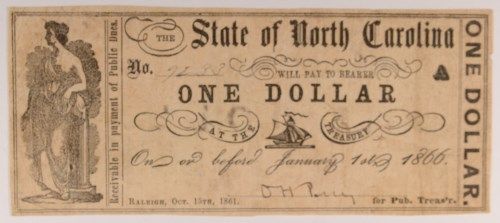 Receivable in payment of Public Dues.
THE State of North Carolina
No.
WILL PAY TO BEARER
A
ONE DOLLAR
AT THE TREASURY
On or before January 1st 1866.
RALEIGH, Oct. 15th, 1861.
for Pub. Treas'r.
ONE DOLLAR.